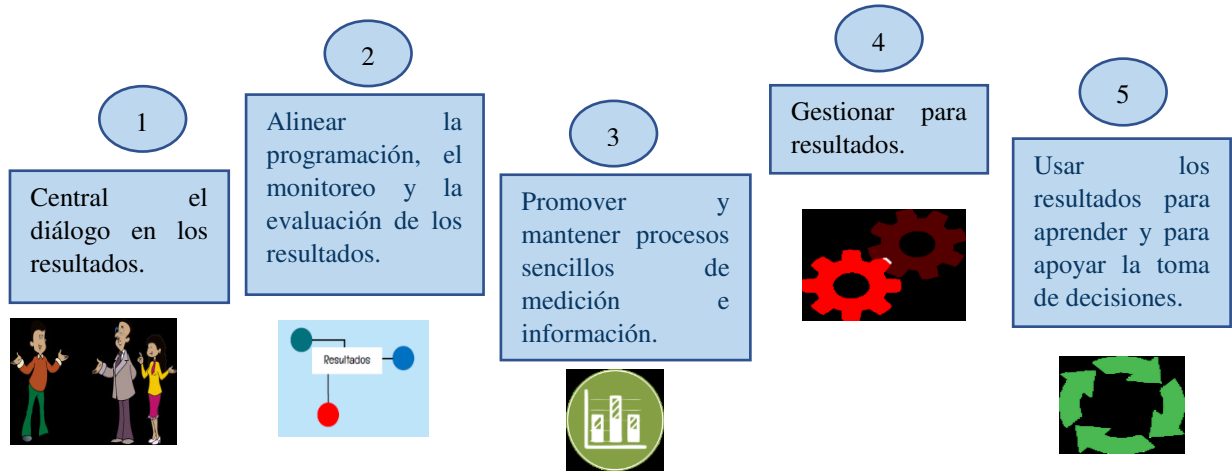 1
Central el
diálogo en los
resultados.
2
Alinear la
programación, el
monitoreo y la
evaluación de los
resultados.
Resultados
3
Promover y
mantener procesos
sencillos de
medición e
información.
4
Gestionar para
resultados.
5
Usar los
resultados para
aprender y para
apoyar la toma
de decisiones.